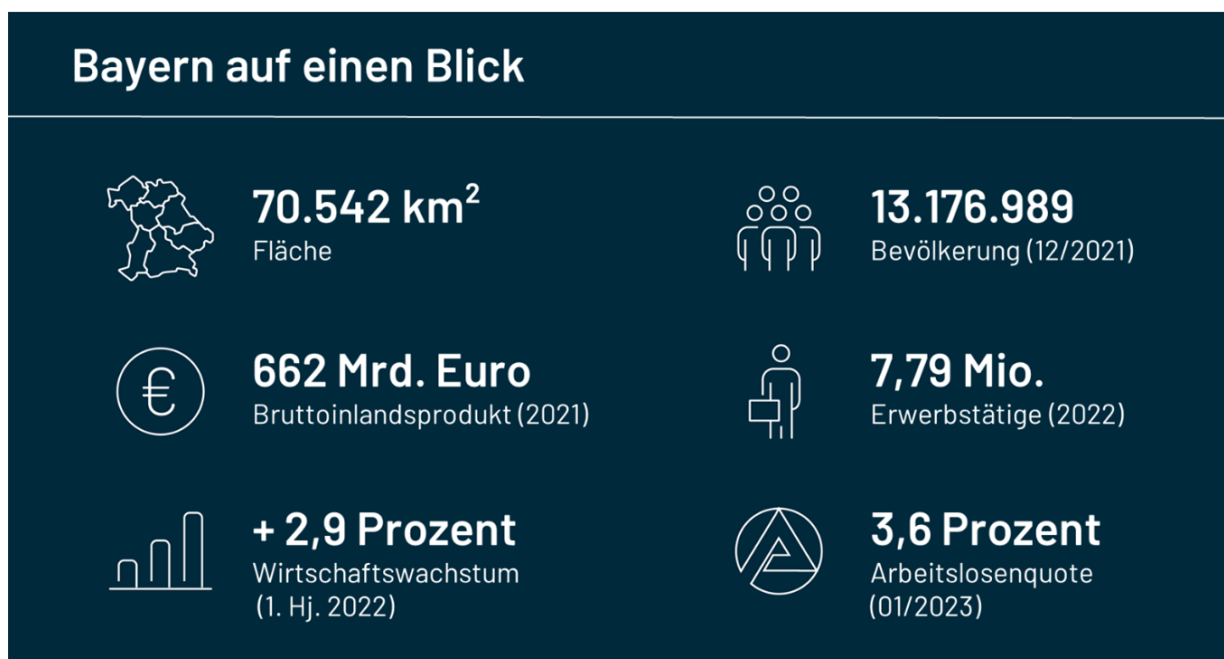 Bayern auf einen Blick
70.542 km²
Fläche
13.176.989
Bevölkerung (12/2021)
€
662 Mrd. Euro
Bruttoinlandsprodukt (2021)
7,79 Mio.
Erwerbstätige (2022)
+ 2,9 Prozent
Wirtschaftswachstum
(1. Hj. 2022)
3,6 Prozent
Arbeitslosenquote
(01/2023)